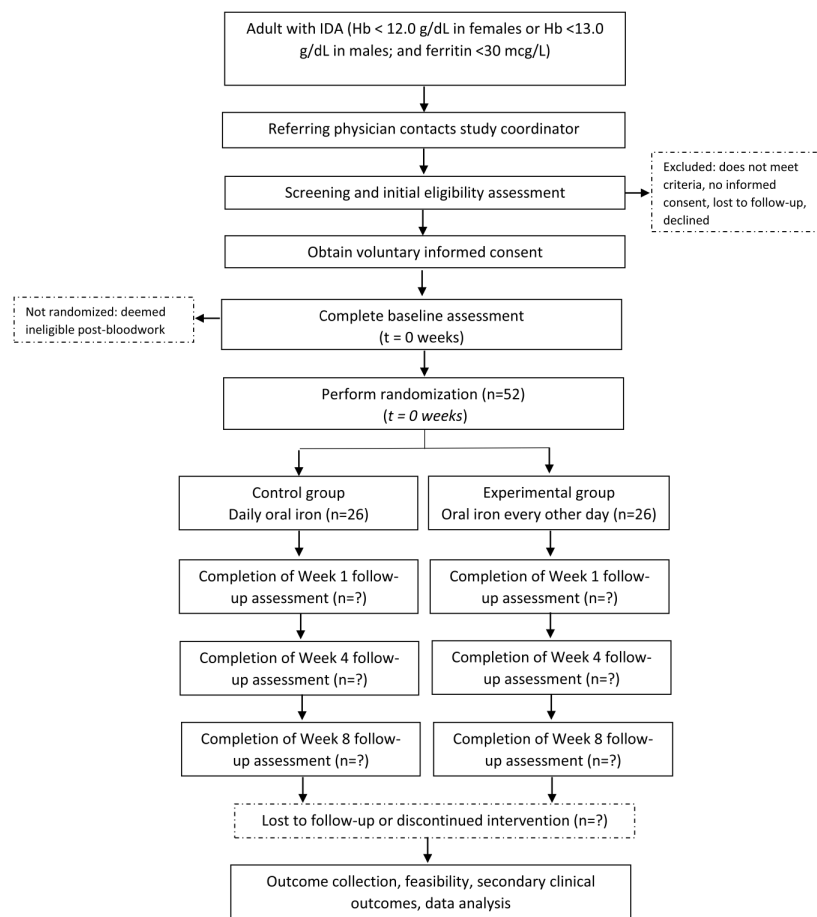 Adult with IDA (Hb < 12.0 g/dL in females or Hb <13.0
g/dL in males; and ferritin <30 mcg/L)
Referring physician contacts study coordinator
Screening and initial eligibility assessment
Excluded: does not meet
criteria, no informed
consent, lost to follow-up,
declined
Obtain voluntary informed consent
Not randomized: deemed
ineligible post-bloodwork
Complete baseline assessment
(t = 0 weeks)
Perform randomization (n=52)
(t = 0 weeks)
Control group
Daily oral iron (n=26)
Experimental group
Oral iron every other day (n=26)
Completion of Week 1 follow-
up assessment (n=?)
Completion of Week 1 follow-
up assessment (n=?)
Completion of Week 4 follow-
up assessment (n=?)
Completion of Week 4 follow-
up assessment (n=?)
Completion of Week 8 follow-
up assessment (n=?)
Completion of Week 8 follow-
up assessment (n=?)
Lost to follow-up or discontinued intervention (n=?)
Outcome collection, feasibility, secondary clinical
outcomes, data analysis